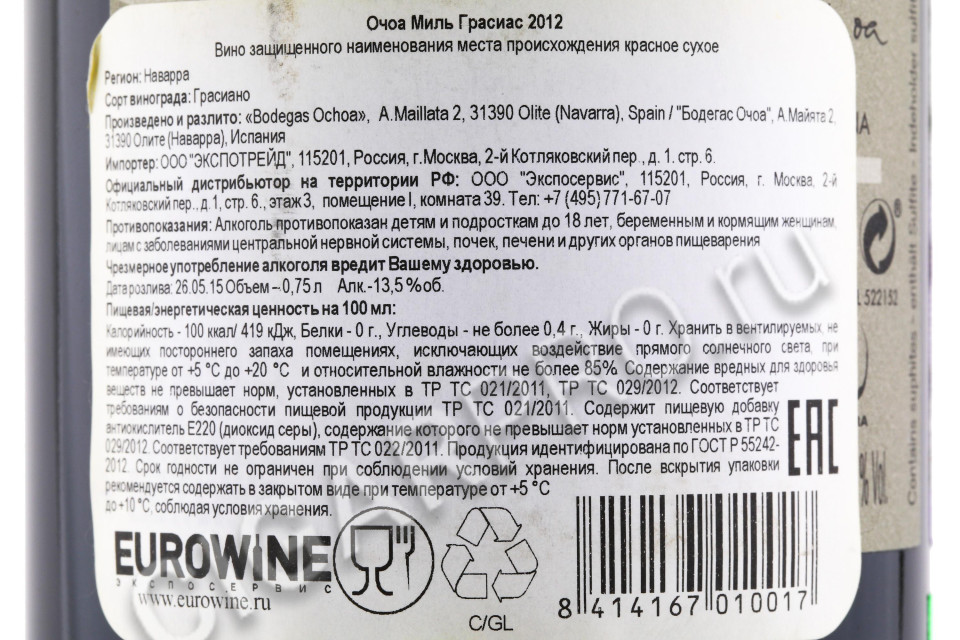 Очоа Миль Грасиас 2012
Вино защищенного наименования места происхождения красное сухое
Регион: Наварра
Сорт винограда: Грасиано
Произведено и разлито: «Bodegas Ochoa», A.Maillata 2, 31390 Olite (Navarra), Spain / "Бодегас Очоа", А.Майята 2,
31390 Олите (Наварра), Испания
Импортер: ООО "ЭКСПОТРЕЙД", 115201, Россия, г.Москва, 2-й Котляковский пер., д.1. стр. 6.
Официальный дистрибьютор на территории РФ: ООО "Экспосервис", 115201, Россия, г. Москва, 2-й
Котляковский пер., д.1, стр. 6., этаж 3, помещение I, комната 39. Тел: +7 (495)771-67-07
Противопоказания: Алкоголь противопоказан детям и подросткам до 18 лет, беременным и кормящим женщинам,
лицам с заболеваниями центральной нервной системы, почек, печени и других органов пищеварения
Чрезмерное употребление алкоголя вредит Вашему здоровью.
Дата розлива: 26.05.15 Объем – 0,75 л Алк.-13,5 % об.
Пищевая/энергетическая ценность на 100 мл:
Калорийность - 100 ккал/ 419 кДж, Белки - 0 г., Углеводы - не более 0,4 г., Жиры - 0 г. Хранить в вентилируемых, не
имеющих постороннего запаха помещениях, исключающих воздействие прямого солнечного света, при
температуре от +5 °С до +20 °С и относительной влажности не более 85% Содержание вредных для здоровья
веществ не превышает норм, установленных в ТР ТС 021/2011, ТР ТС 029/2012. Соответствует
требованиям о безопасности пищевой продукции ТР ТС 021/2011. Содержит пищевую добавку
антиокислитель Е220 (диоксид серы), содержание которого не превышает норм установленных в ТР ТС
029/2012. Соответствует требованиям ТР ТС 022/2011. Продукция идентифицирована по ГОСТ Р 55242-
2012. Срок годности не ограничен при соблюдении условий хранения. После вскрытия упаковки
рекомендуется содержать в закрытом виде при температуре от +5 °С
до +10 °С, соблюдая условия хранения.
EAC
EUROWINE
ЭКСПОСЕРВИС
www.eurowine.ru
C/GL
8 414167 010017
CIGARPRO.ru
L 522152
% Vol.
Contains sulphites - enthält Sulfite